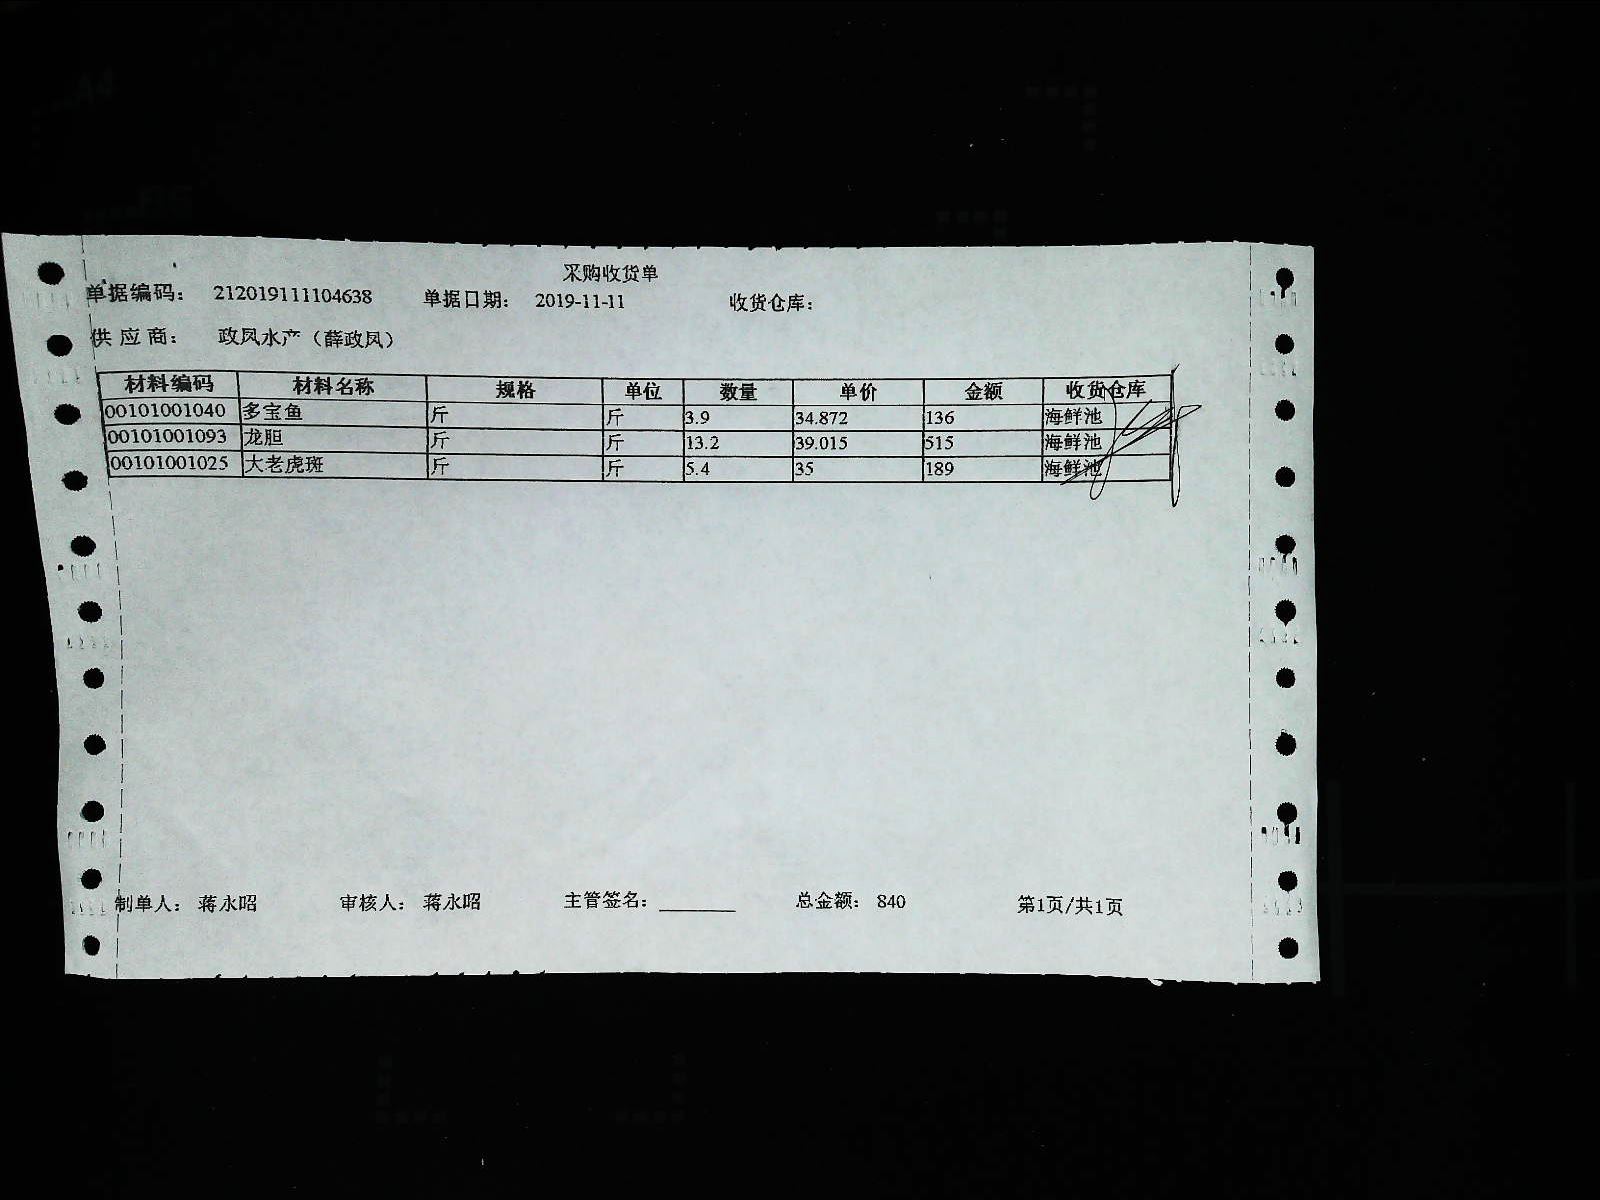 采购收货单
单据编码： 212019111104638 单据日期： 2019-11-11 收货仓库：
供 应 商： 政凤水产（薛政凤）
材料编码 材料名称 规格 单位 数量 单价 金额 收货仓库
00101001040 多宝鱼 斤 斤 3.9 34.872 136 海鲜池
00101001093 龙胆 斤 斤 13.2 39.015 515 海鲜池
00101001025 大老虎斑 斤 斤 5.4 35 189 海鲜池
制单人： 蒋永昭 审核人： 蒋永昭 主管签名：______ 总金额： 840 第1页/共1页